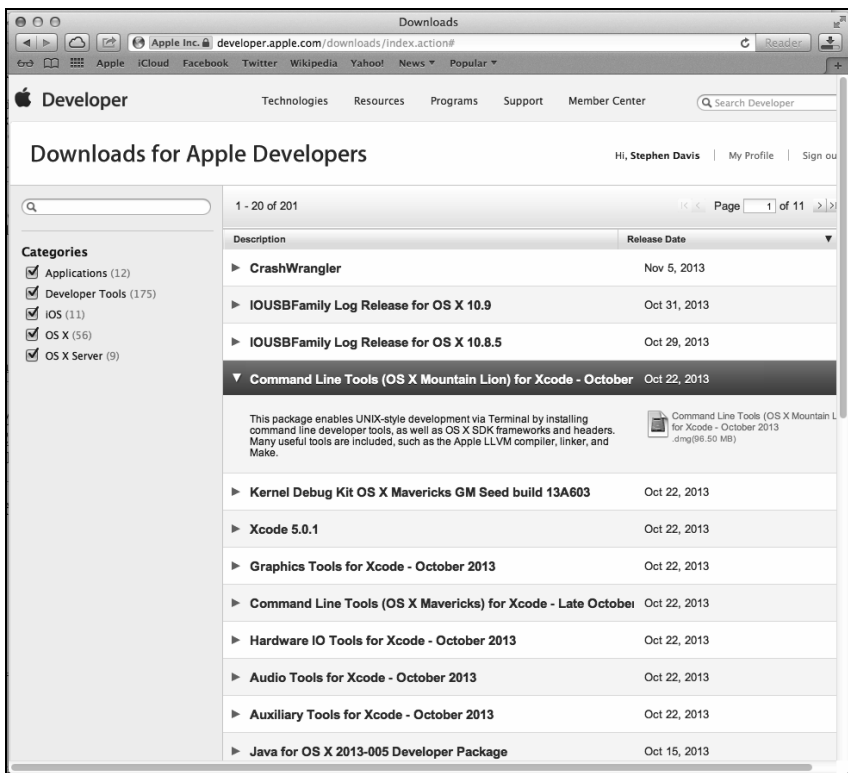 Downloads
Apple Inc. developer.apple.com/downloads/index.action# Reader
Apple iCloud Facebook Twitter Wikipedia Yahoo! News Popular
Developer Technologies Resources Programs Support Member Center Search Developer
Downloads for Apple Developers Hi, Stephen Davis My Profile Sign ou
1 - 20 of 201 Page 1 of 11
Description Release Date
Categories
Applications (12)
Developer Tools (175)
iOS (11)
OS X (56)
OS X Server (9)
CrashWrangler Nov 5, 2013
IOUSBFamily Log Release for OS X 10.9 Oct 31, 2013
IOUSBFamily Log Release for OS X 10.8.5 Oct 29, 2013
Command Line Tools (OS X Mountain Lion) for Xcode - October Oct 22, 2013
This package enables UNIX-style development via Terminal by installing
command line developer tools, as well as OS X SDK frameworks and headers.
Many useful tools are included, such as the Apple LLVM compiler, linker, and
Make.
Command Line Tools (OS X Mountain L
for Xcode - October 2013
.dmg(96.50 MB)
Kernel Debug Kit OS X Mavericks GM Seed build 13A603 Oct 22, 2013
Xcode 5.0.1 Oct 22, 2013
Graphics Tools for Xcode - October 2013 Oct 22, 2013
Command Line Tools (OS X Mavericks) for Xcode - Late October Oct 22, 2013
Hardware IO Tools for Xcode - October 2013 Oct 22, 2013
Audio Tools for Xcode - October 2013 Oct 22, 2013
Auxiliary Tools for Xcode - October 2013 Oct 22, 2013
Java for OS X 2013-005 Developer Package Oct 15, 2013